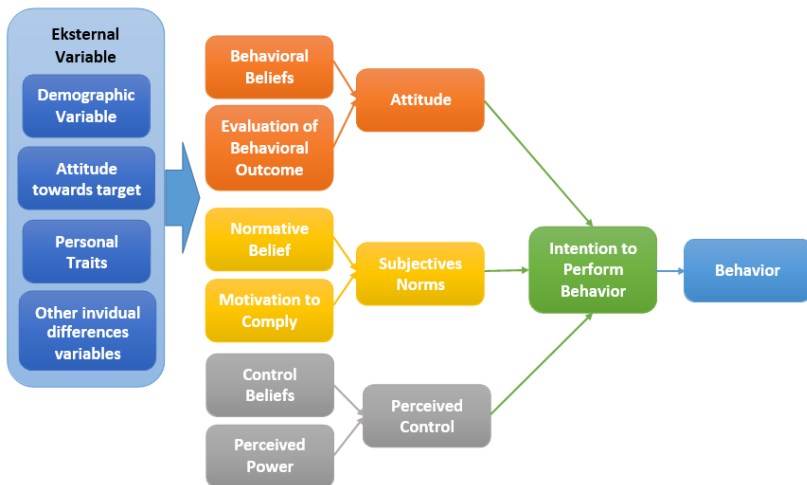 Eksternal
Variable
Demographic
Variable
Attitude
towards target
Personal
Traits
Other invidual
differences
variables
Behavioral
Beliefs
Evaluation of
Behavioral
Outcome
Attitude
Normative
Belief
Motivation to
Comply
Subjectives
Norms
Control
Beliefs
Perceived
Power
Perceived
Control
Intention to
Perform
Behavior
Behavior